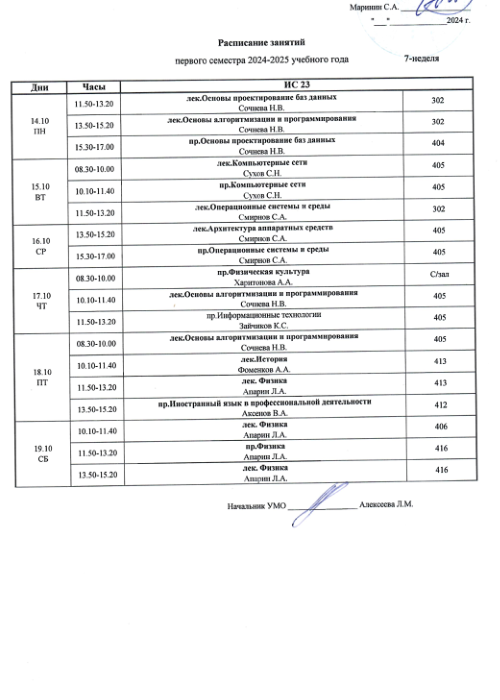 Маринин С.А.
"___"______________2024 г.
Расписание занятий
первого семестра 2024-2025 учебного года 7-неделя
Дни Часы ИС 23
14.10 ПН
11.50-13.20 лек.Основы проектирование баз данных 302
Сочнева Н.В.
13.50-15.20 лек.Основы алгоритмизации и программирования 302
Сочнева Н.В.
15.30-17.00 пр.Основы проектирование баз данных 404
Сочнева Н.В.
15.10 ВТ
08.30-10.00 лек.Компьютерные сети 405
Сухов С.Н.
10.10-11.40 пр.Компьютерные сети 405
Сухов С.Н.
11.50-13.20 лек.Операционные системы и среды 302
Смирнов С.А.
16.10 СР
13.50-15.20 лек.Архитектура аппаратных средств 405
Смирнов С.А.
15.30-17.00 пр.Операционные системы и среды 405
Смирнов С.А.
17.10 ЧТ
08.30-10.00 пр.Физическая культура С/зал
Харитонова А.А.
10.10-11.40 лек.Основы алгоритмизации и программирования 405
Сочнева Н.В.
11.50-13.20 пр.Информационные технологии 405
Зайчиков К.С.
18.10 ПТ
08.30-10.00 лек.Основы алгоритмизации и программирования 405
Сочнева Н.В.
10.10-11.40 лек.История 413
Фоменков А.А.
11.50-13.20 лек. Физика 413
Апарин Л.А.
13.50-15.20 пр.Иностранный язык в профессиональной деятельности 412
Аксенов В.А.
19.10 СБ
10.10-11.40 лек. Физика 406
Апарин Л.А.
11.50-13.20 пр.Физика 416
Апарин Л.А.
13.50-15.20 лек. Физика 416
Апарин Л.А.
Начальник УМО ________________ Алексеева Л.М.